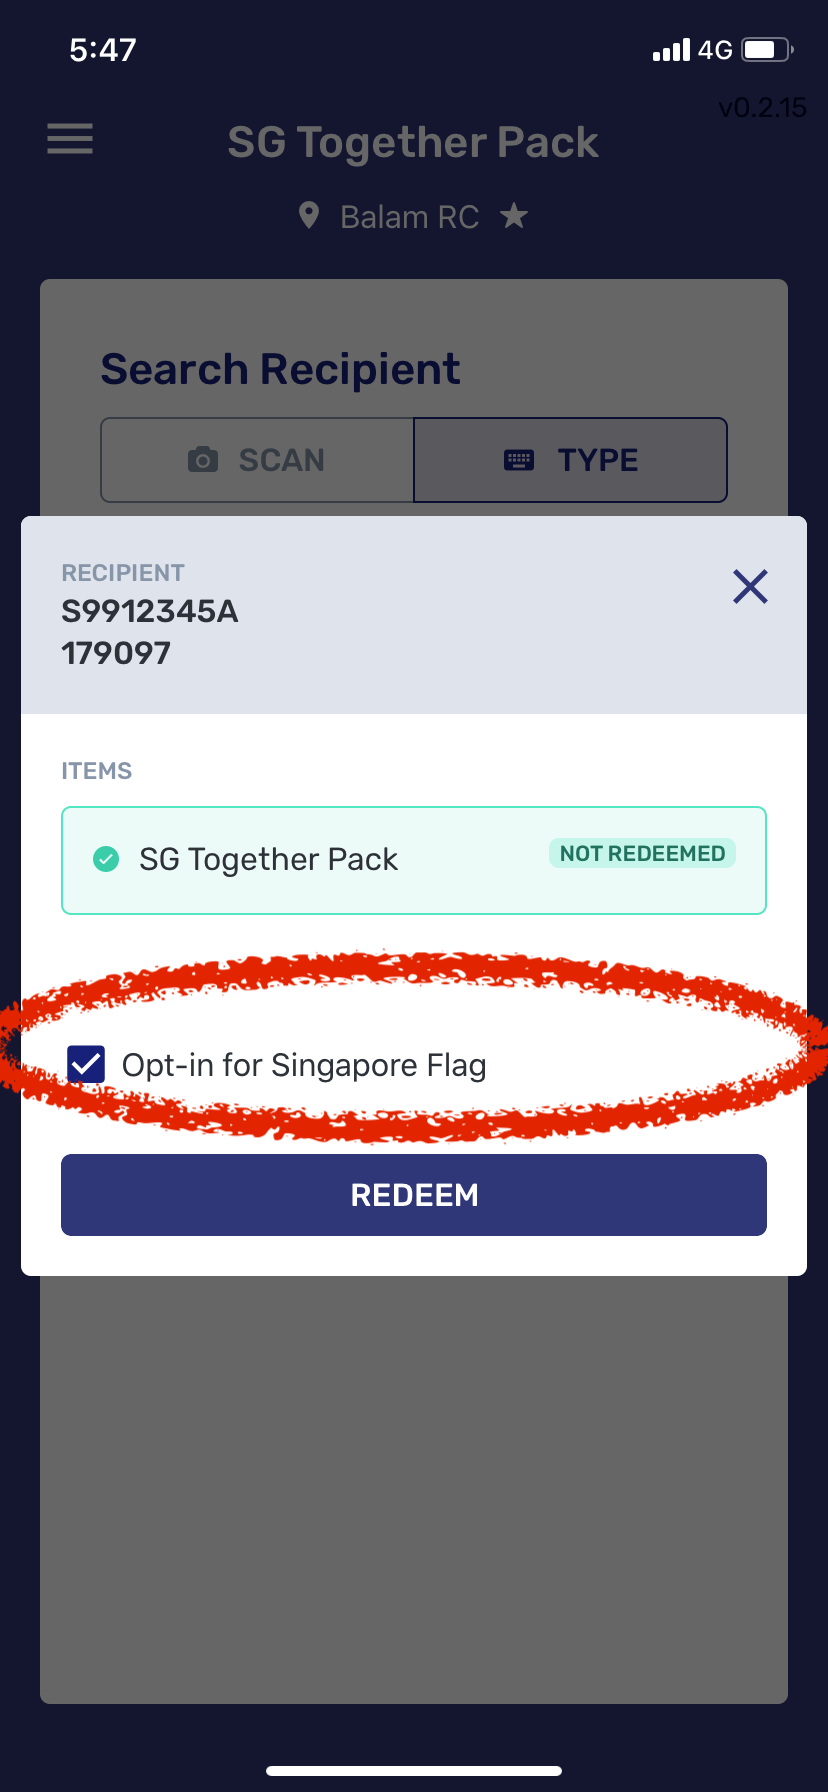 5:47
4G
v0.2.15
SG Together Pack
Balam RC
Search Recipient
SCAN
TYPE
RECIPIENT
S9912345A
179097
ITEMS
SG Together Pack
NOT REDEEMED
Opt-in for Singapore Flag
REDEEM